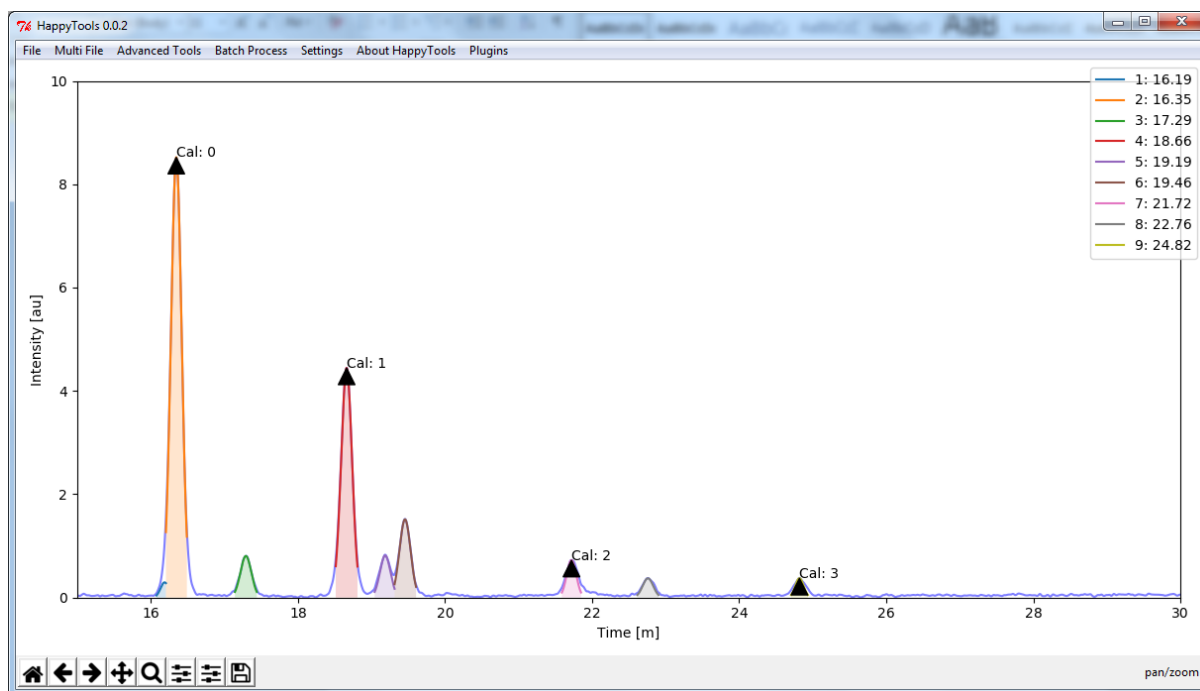 HappyTools 0.0.2
File Multi File Advanced Tools Batch Process Settings About HappyTools Plugins
1: 16.19
2: 16.35
3: 17.29
4: 18.66
5: 19.19
6: 19.46
7: 21.72
8: 22.76
9: 24.82
10
8
6
4
2
0
Intensity [au]
Cal: 0
Cal: 1
Cal: 2
Cal: 3
16 18 20 22 24 26 28 30
Time [m]
pan/zoom